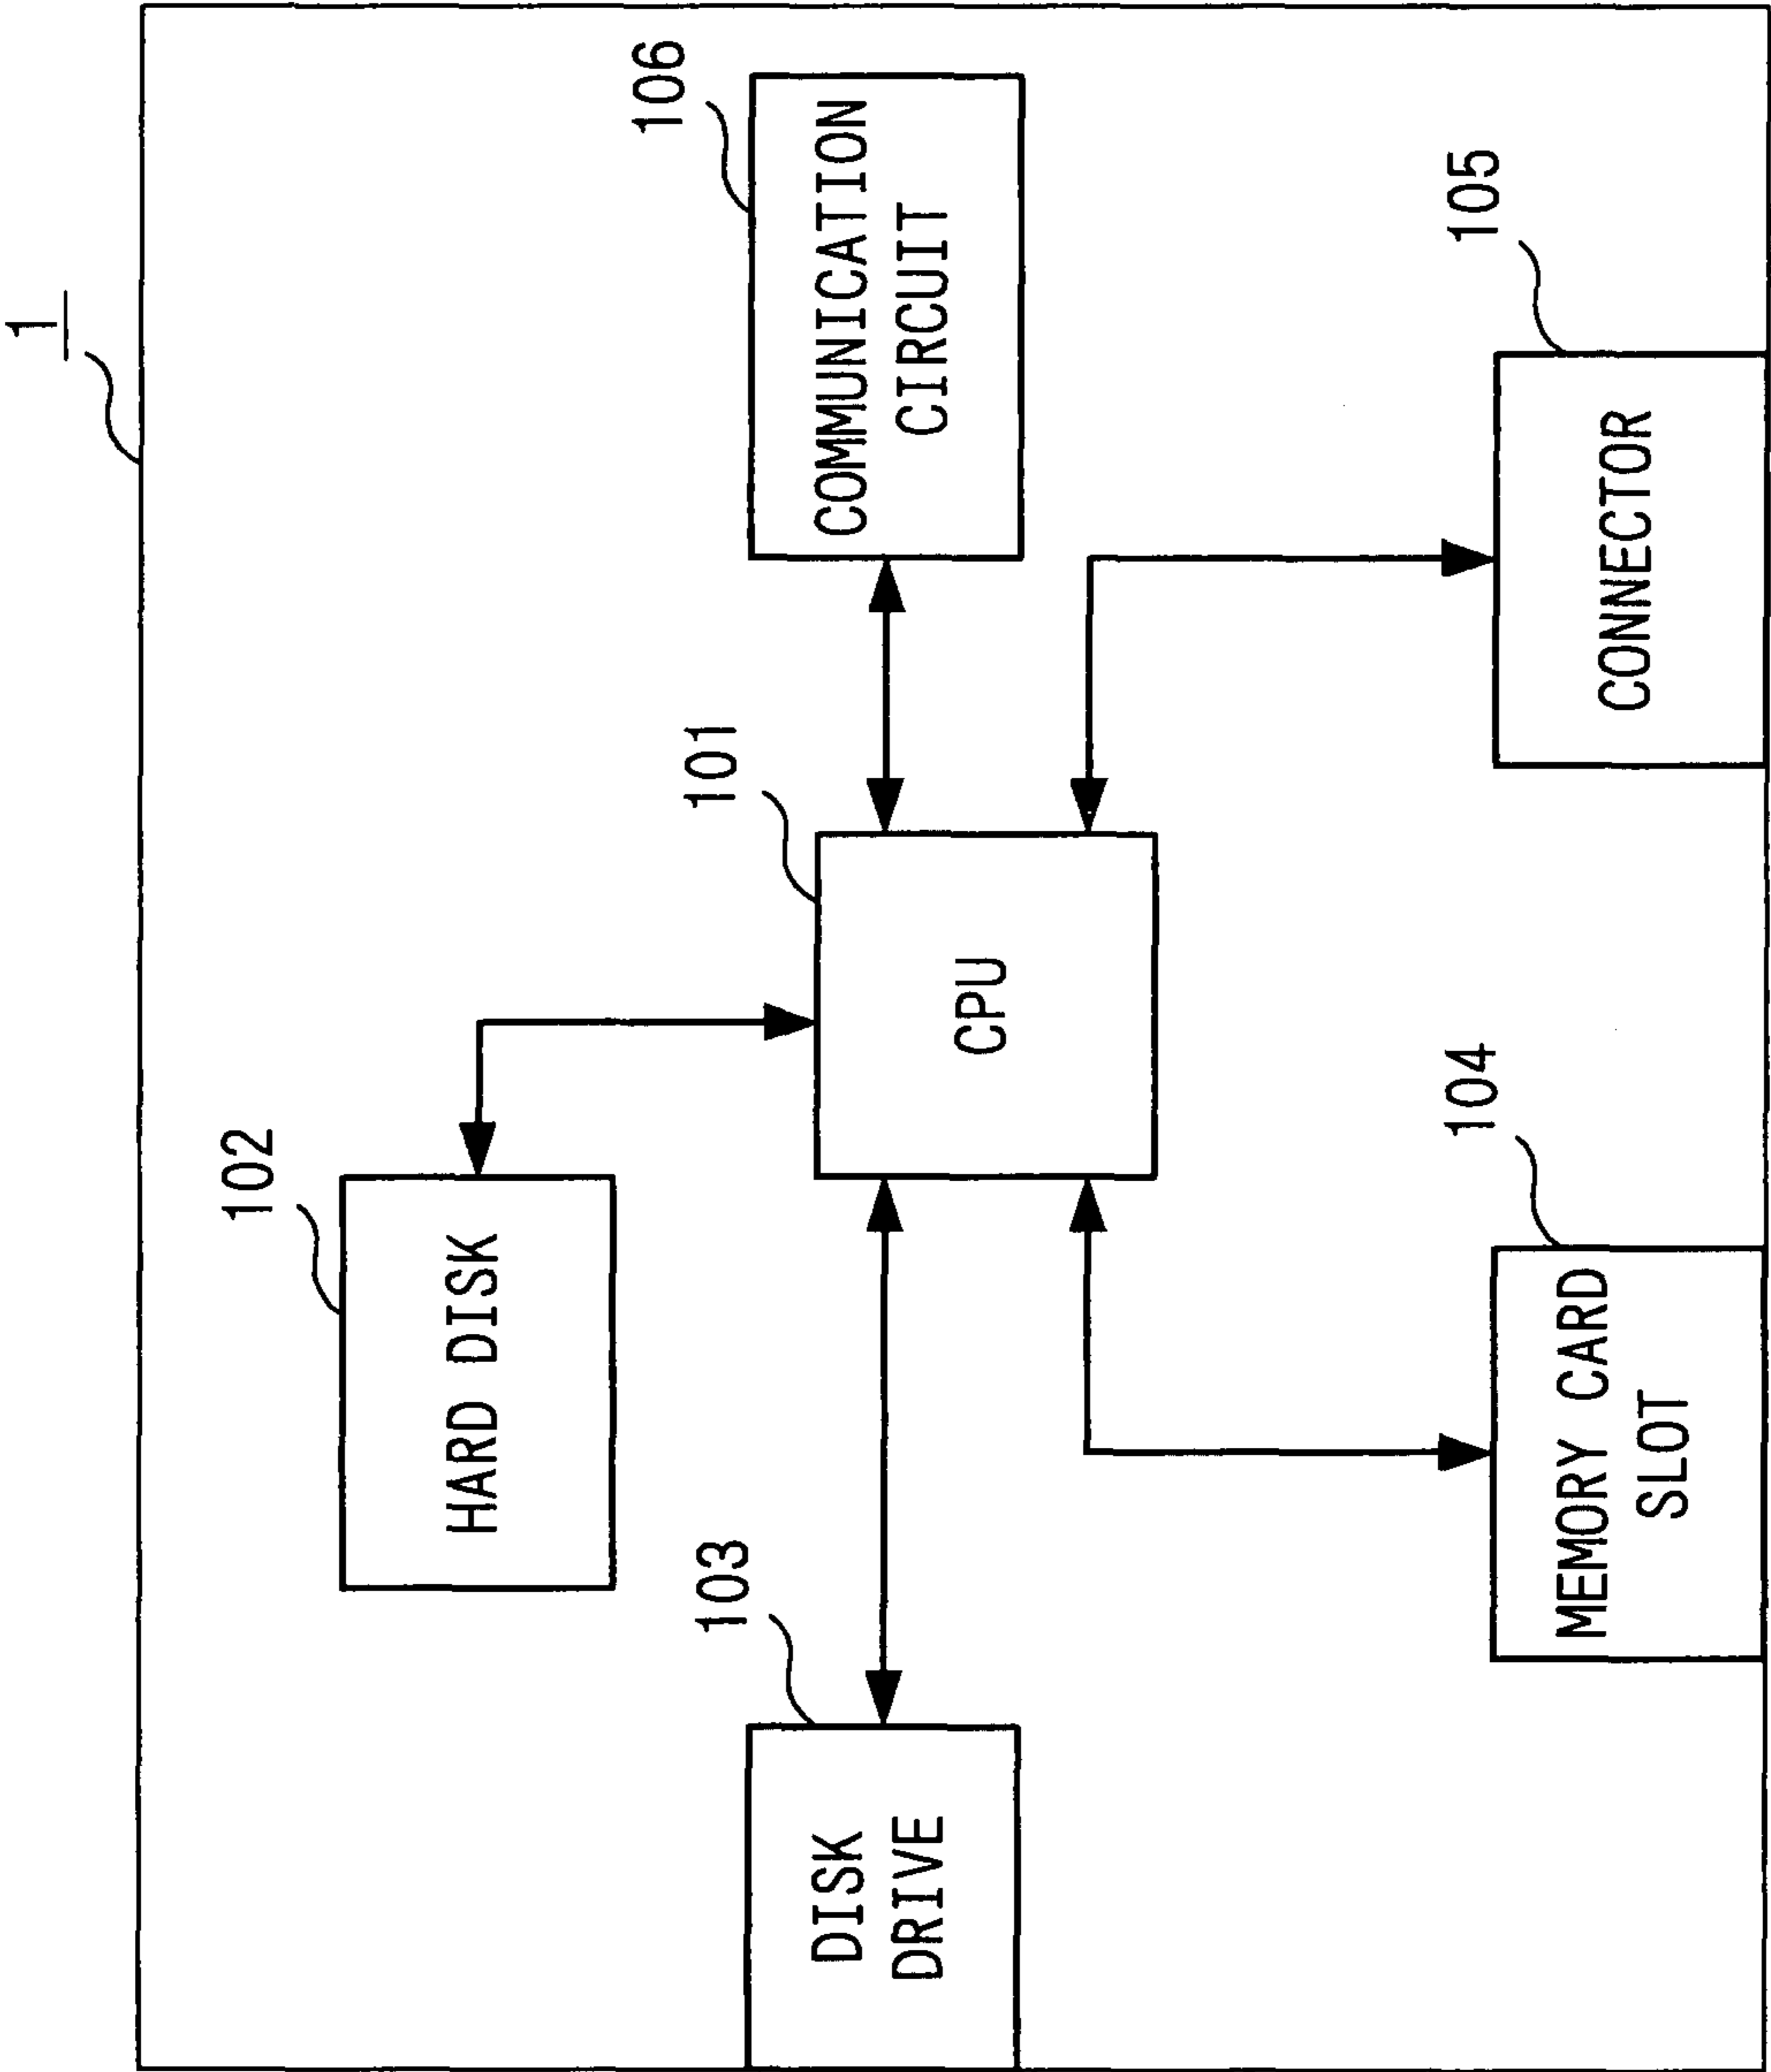 1
102
HARD DISK
103
101
106
DISK
DRIVE
CPU
COMMUNICATION
CIRCUIT
104
105
MEMORY CARD
SLOT
CONNECTOR